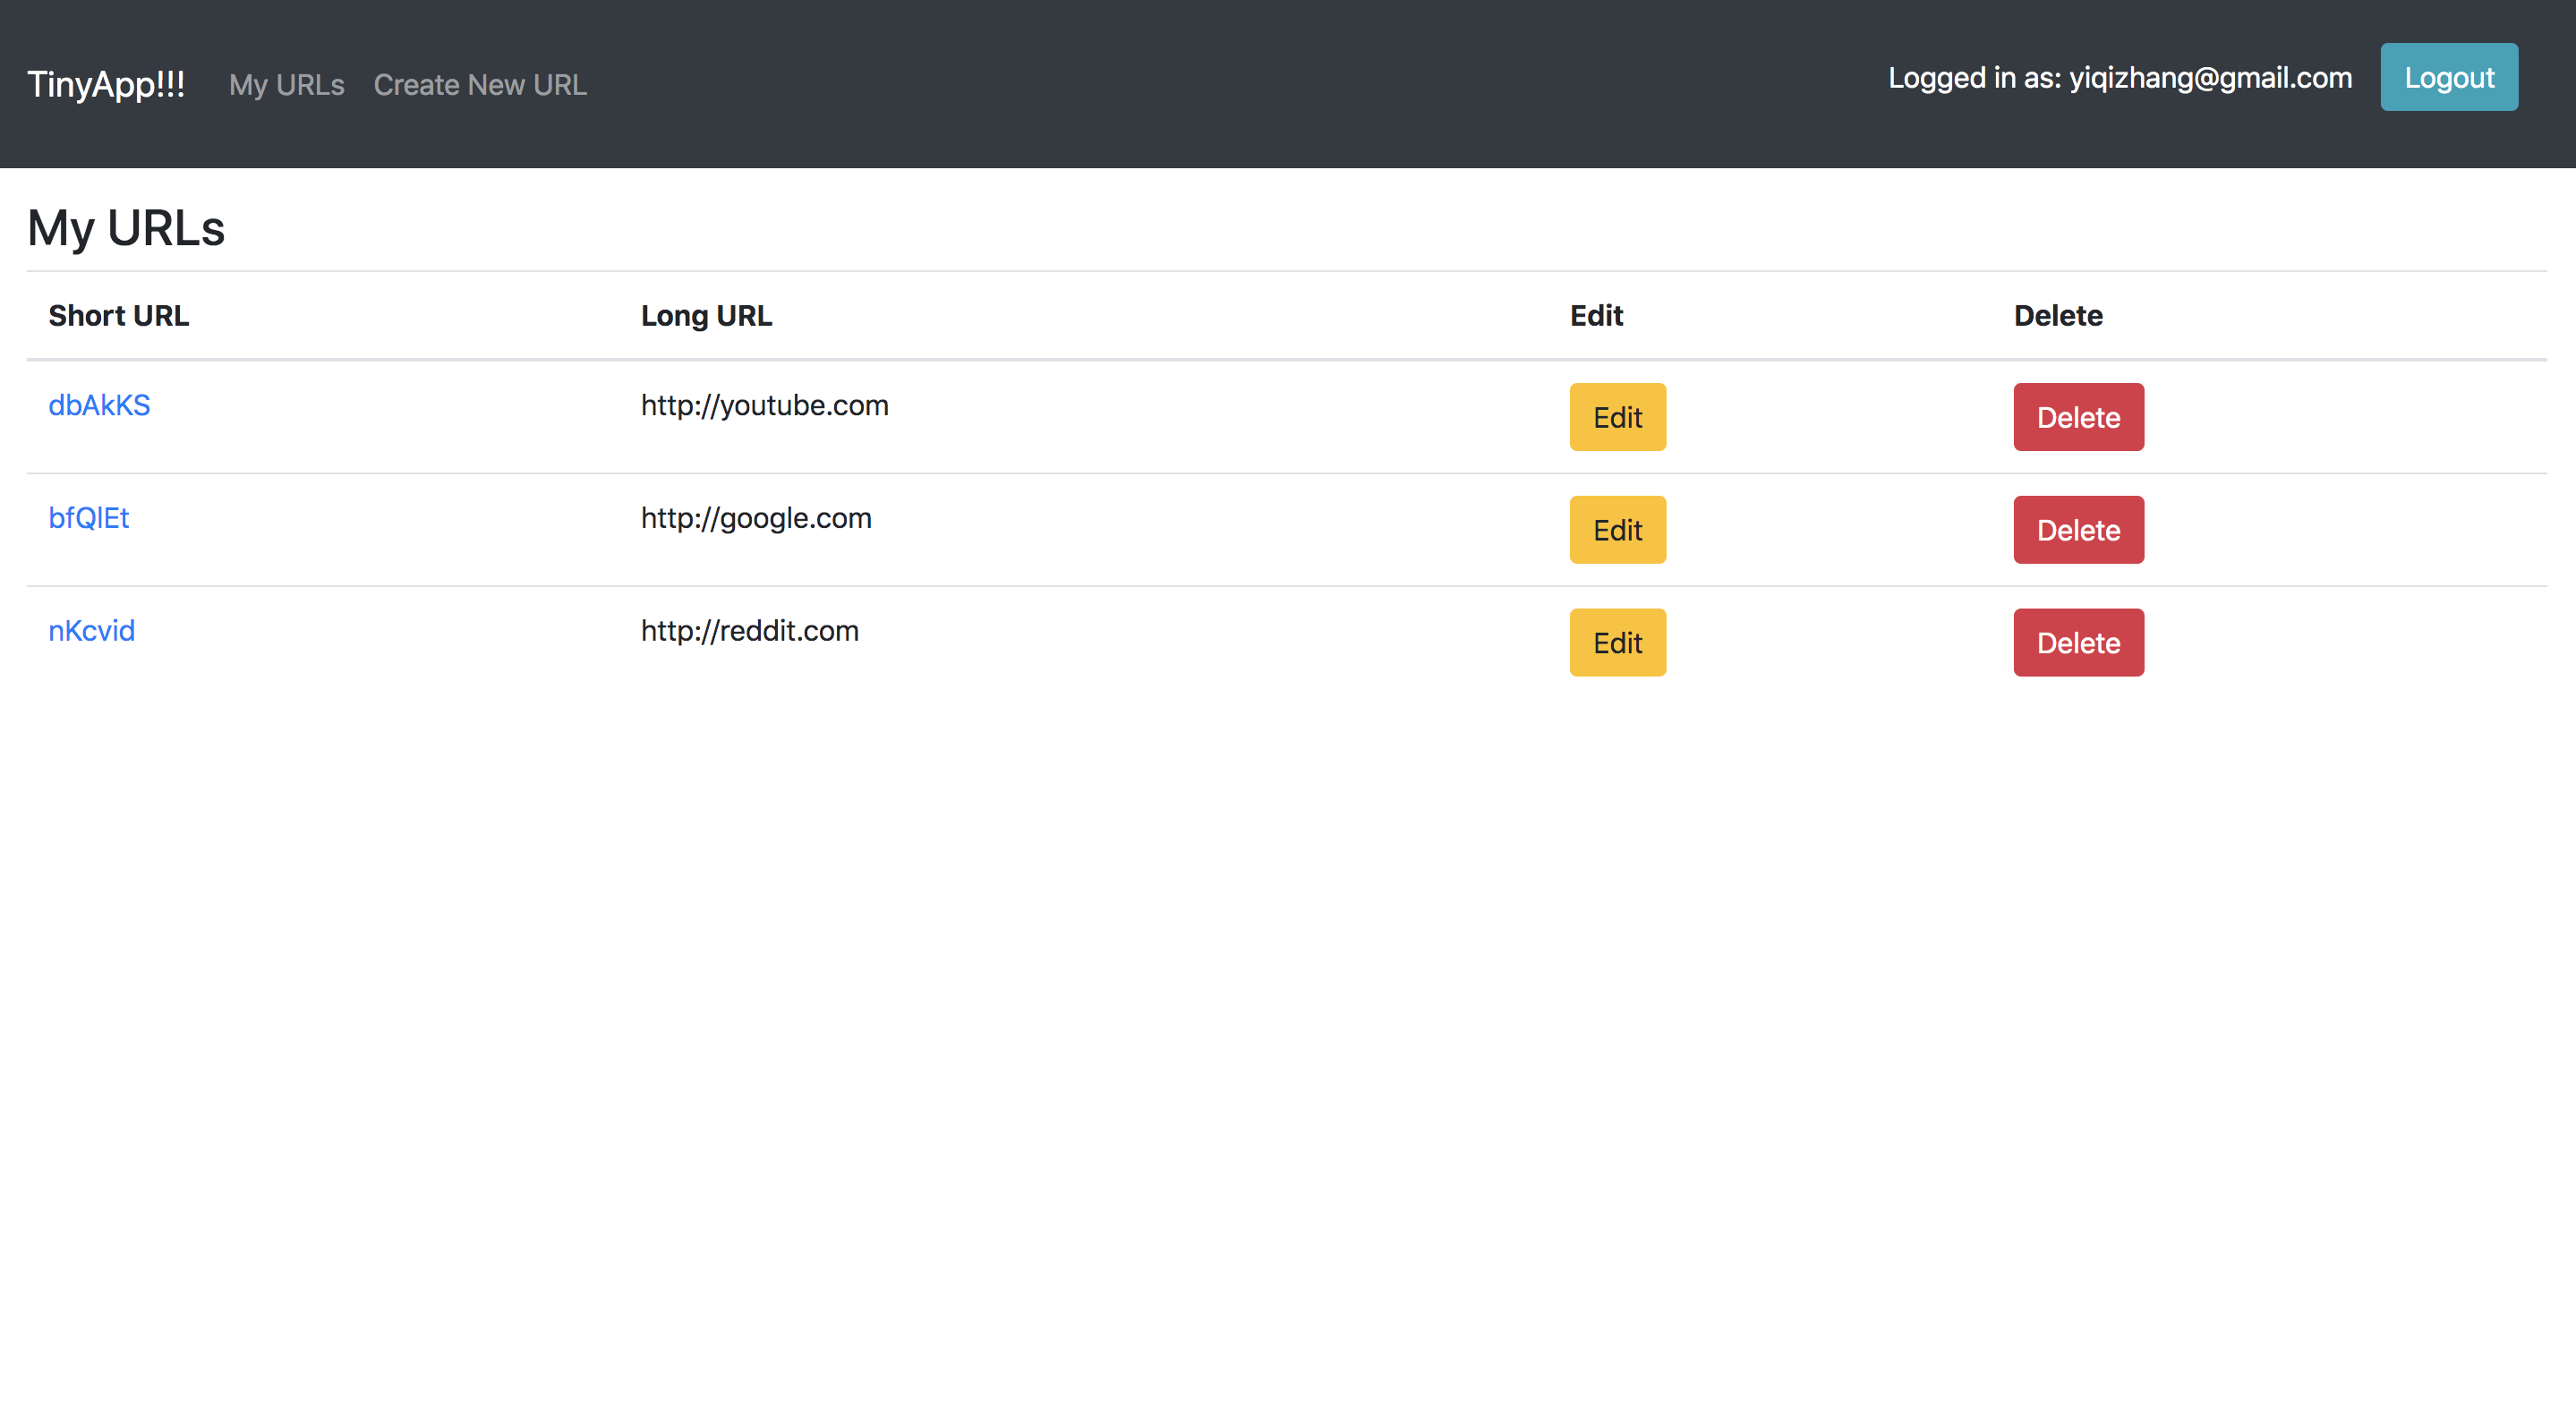 TinyApp!!! My URLs Create New URL Logged in as: yiqizhang@gmail.com Logout
My URLs
Short URL Long URL Edit Delete
dbAkKS http://youtube.com Edit Delete
bfQlEt http://google.com Edit Delete
nKcvid http://reddit.com Edit Delete